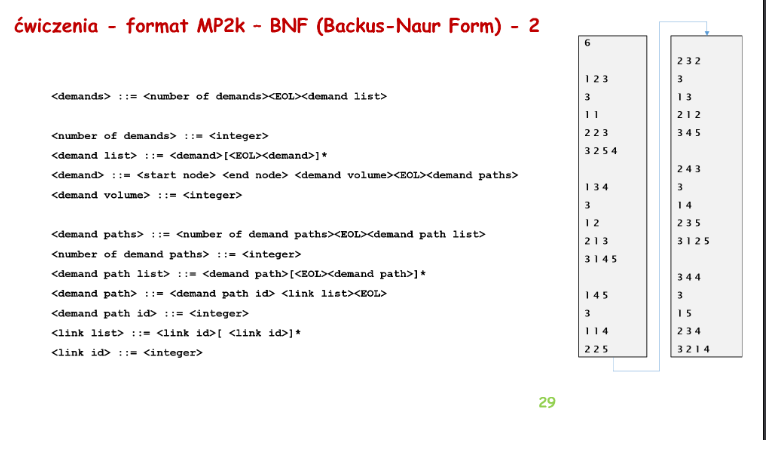 ćwiczenia - format MP2k – BNF (Backus-Naur Form) - 2
<demands> ::= <number of demands><EOL><demand list>
<number of demands> ::= <integer>
<demand list> ::= <demand>[<EOL><demand>]*
<demand> ::= <start node> <end node> <demand volume><EOL><demand paths>
<demand volume> ::= <integer>
<demand paths> ::= <number of demand paths><EOL><demand path list>
<number of demand paths> ::= <integer>
<demand path list> ::= <demand path>[<EOL><demand path>]*
<demand path> ::= <demand path id> <link list><EOL>
<demand path id> ::= <integer>
<link list> ::= <link id>[ <link id>]*
<link id> ::= <integer>
6
1 2 3
3
1 1
2 2 3
3 2 5 4
1 3 4
3
1 2
2 1 3
3 1 4 5
1 4 5
3
1 1 4
2 2 5
2 3 2
3
1 3
2 1 2
3 4 5
2 4 3
3
1 4
2 3 5
3 1 2 5
3 4 4
3
1 5
2 3 4
3 2 1 4
29